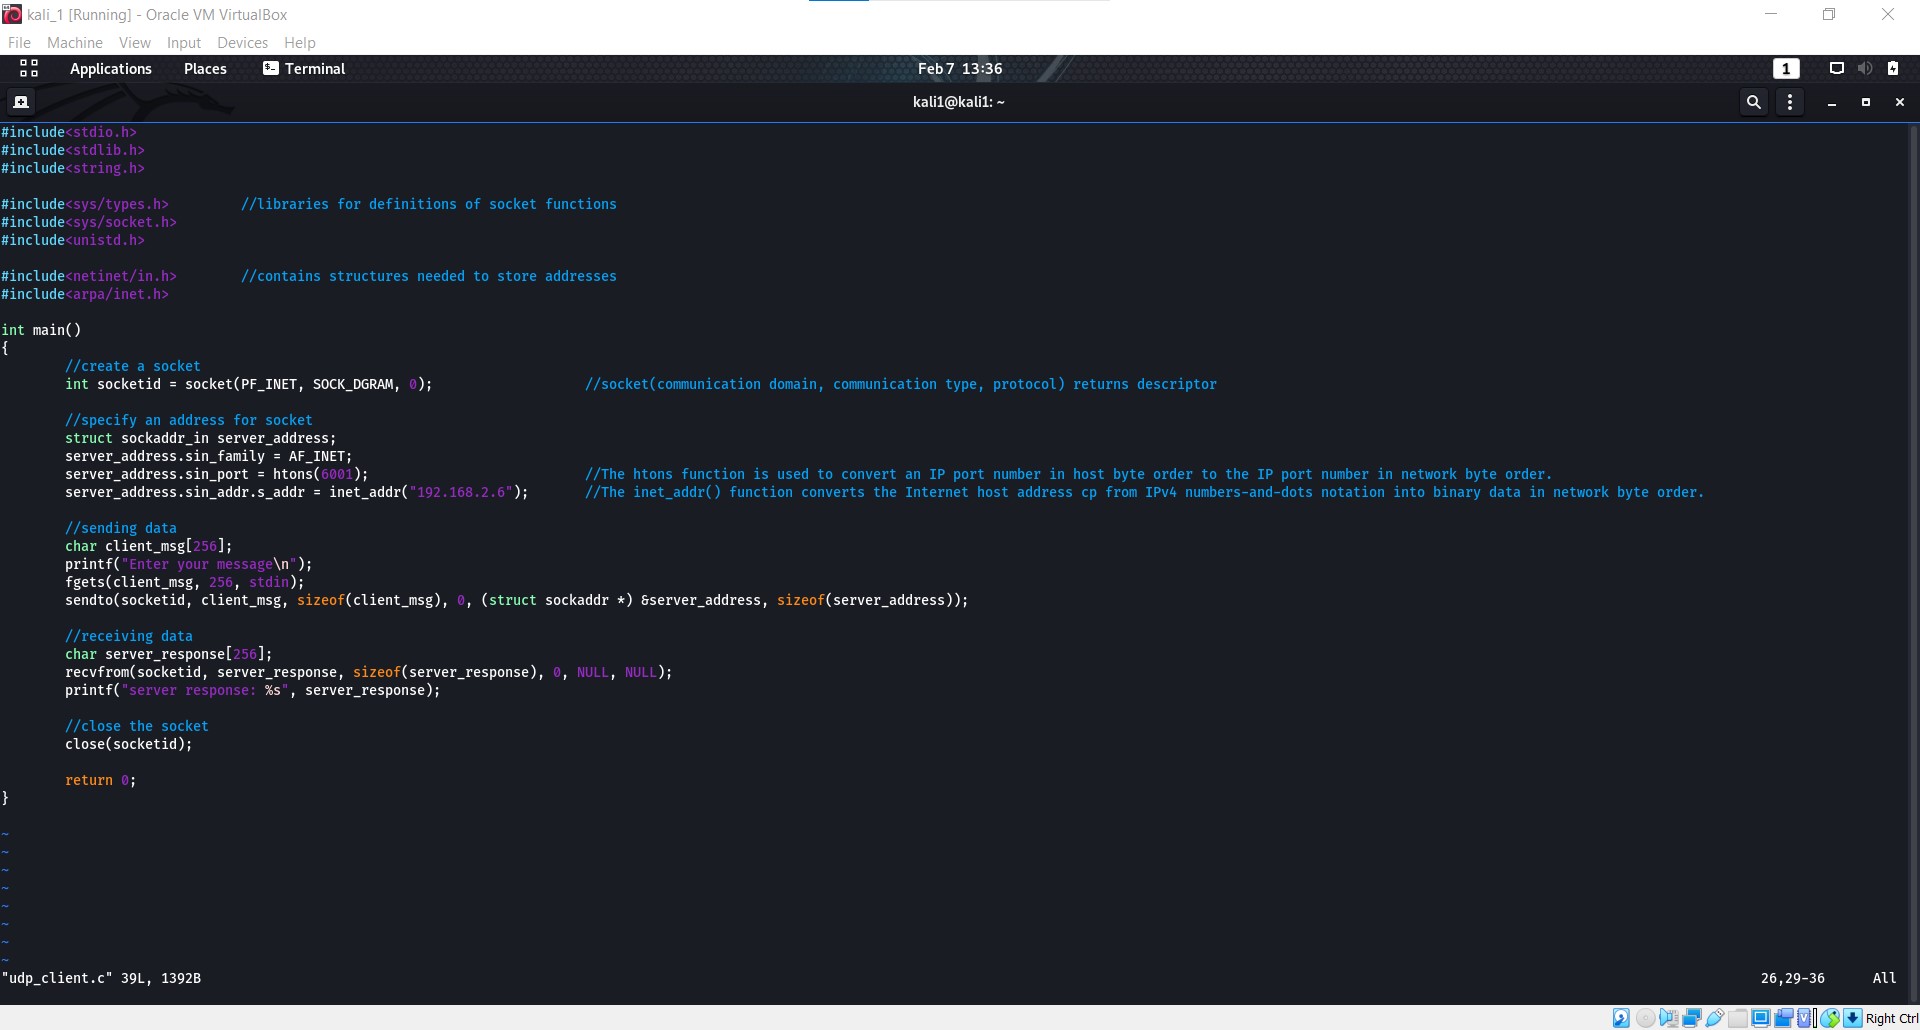 kali_1 [Running] - Oracle VM VirtualBox
File Machine View Input Devices Help
Applications Places Terminal Feb 7 13:36 1
kali1@kali1: ~
#include<stdio.h>
#include<stdlib.h>
#include<string.h>
#include<sys/types.h> //libraries for definitions of socket functions
#include<sys/socket.h>
#include<unistd.h>
#include<netinet/in.h> //contains structures needed to store addresses
#include<arpa/inet.h>
int main()
{
//create a socket
int socketid = socket(PF_INET, SOCK_DGRAM, 0); //socket(communication domain, communication type, protocol) returns descriptor
//specify an address for socket
struct sockaddr_in server_address;
server_address.sin_family = AF_INET;
server_address.sin_port = htons(6001); //The htons function is used to convert an IP port number in host byte order to the IP port number in network byte order.
server_address.sin_addr.s_addr = inet_addr("192.168.2.6"); //The inet_addr() function converts the Internet host address cp from IPv4 numbers-and-dots notation into binary data in network byte order.
//sending data
char client_msg[256];
printf("Enter your message\n");
fgets(client_msg, 256, stdin);
sendto(socketid, client_msg, sizeof(client_msg), 0, (struct sockaddr *) &server_address, sizeof(server_address));
//receiving data
char server_response[256];
recvfrom(socketid, server_response, sizeof(server_response), 0, NULL, NULL);
printf("server response: %s", server_response);
//close the socket
close(socketid);
return 0;
}
~
~
~
~
~
~
~
~
"udp_client.c" 39L, 1392B 26,29-36 All
Right Ctrl